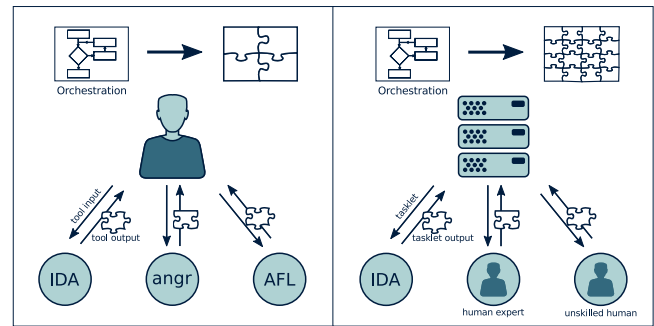 Orchestration
tool input
tool output
IDA
angr
AFL
Orchestration
tasklet
tasklet output
IDA
human expert
unskilled human